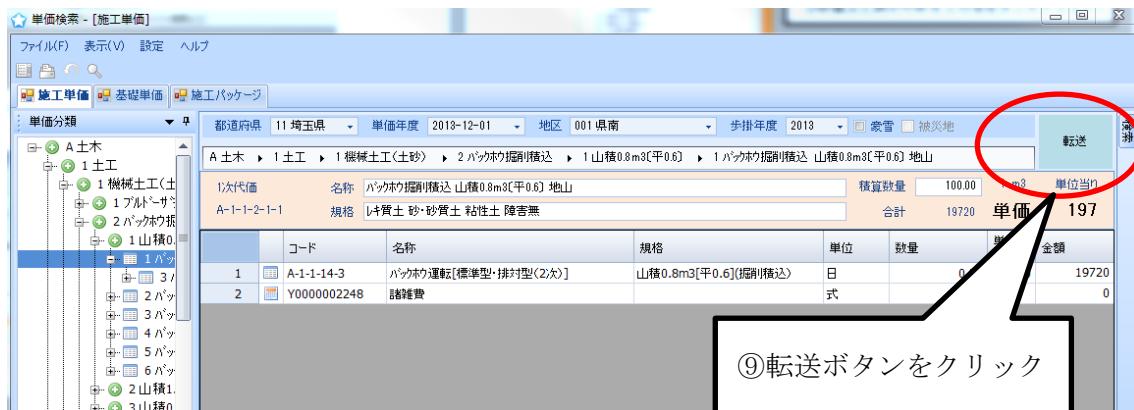 単価検索 - [施工単価]
ファイル(F) 表示(V) 設定 ヘルプ
施工単価 基礎単価 施工パッケージ
単価分類
都道府県 11 埼玉県 単価年度 2013-12-01 地区 001 県南 歩掛年度 2013 豪雪 被災地
転送
検索
A 土木 1 土工 1 機械土工(土砂) 2 バックホウ掘削積込 1 山積0.8m3[平0.6] 1 バックホウ掘削積込 山積0.8m3[平0.6] 地山
1次代価 名称 バックホウ掘削積込 山積0.8m3[平0.6] 地山 積算数量 100.00 m3 単位当り
A-1-1-2-1-1 規格 レキ質土 砂・砂質土 粘性土 障害無 合計 19720 単価 197
コード 名称 規格 単位 数量 金額
1 A-1-1-14-3 バックホウ運転[標準型・排対型(2次)] 山積0.8m3[平0.6](掘削積込) 日 19720
2 Y0000002248 諸雑費 式 0
A 土木
1 土工
1 機械土工(土
1 ブルドーザ
2 バックホウ掘
1 山積0.
1 バッ
3 バ
2 バッ
3 バッ
4 バッ
5 バッ
6 バッ
2 山積1.
3 山積0
⑨転送ボタンをクリック